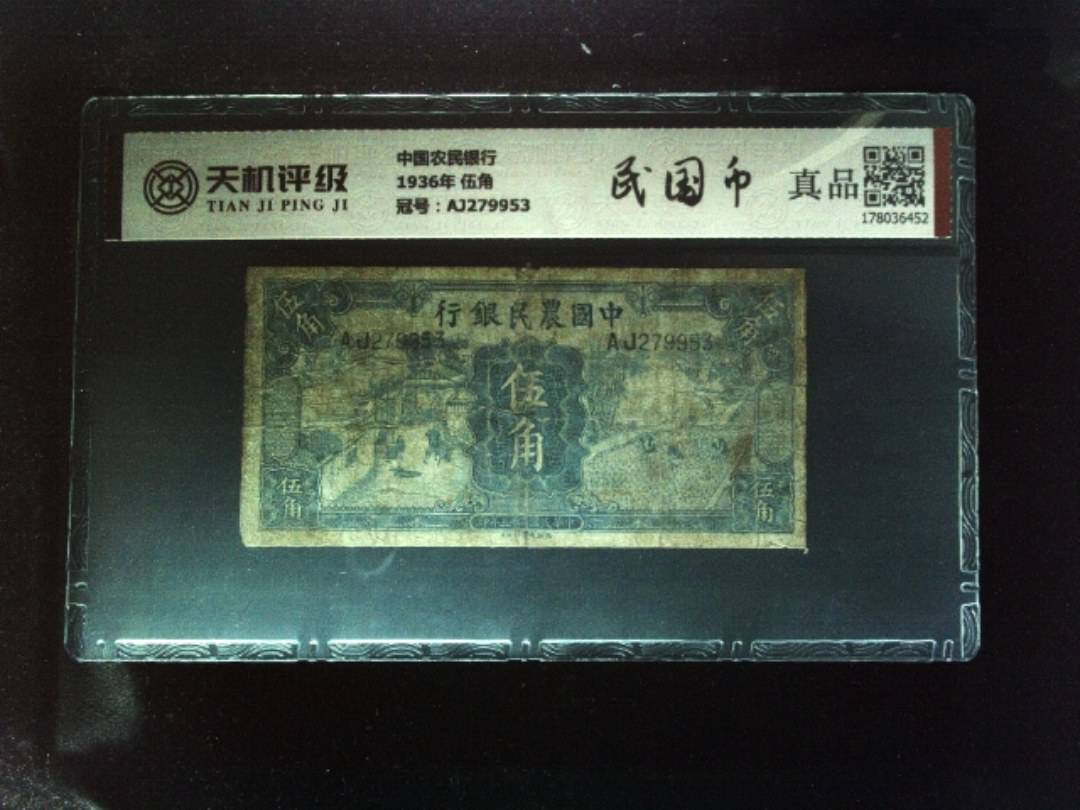 天机评级
TIAN JI PING JI
中国农民银行
1936年 伍角
冠号：AJ279953
民国币
真品
178036452
伍角
行銀民農國中
伍角
AJ279953
AJ279953
伍角
伍角
伍角